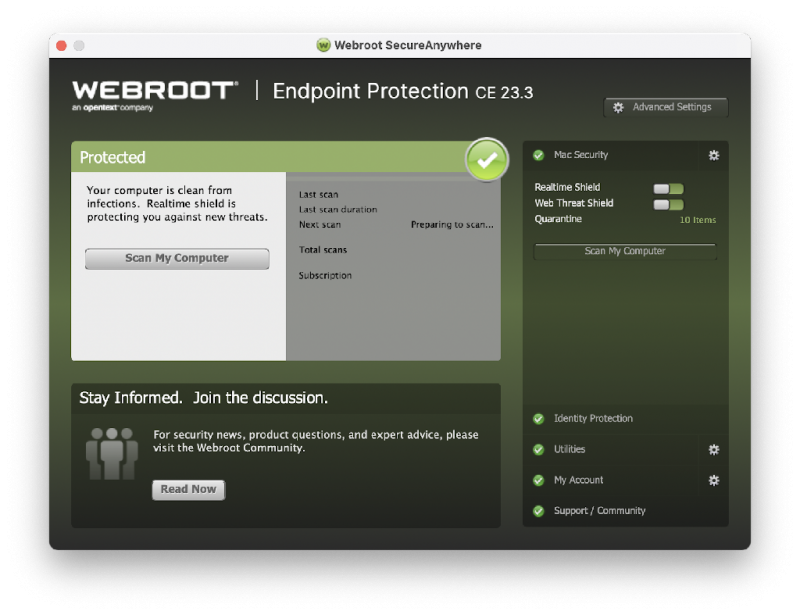 Webroot SecureAnywhere
WEBROOT® | Endpoint Protection CE 23.3
an opentext™ company
Advanced Settings
Protected
Your computer is clean from
infections. Realtime shield is
protecting you against new threats.
Scan My Computer
Last scan
Last scan duration
Next scan Preparing to scan...
Total scans
Subscription
Mac Security
Realtime Shield
Web Threat Shield
Quarantine 10 Items
Scan My Computer
Stay Informed. Join the discussion.
For security news, product questions, and expert advice, please
visit the Webroot Community.
Read Now
Identity Protection
Utilities
My Account
Support / Community